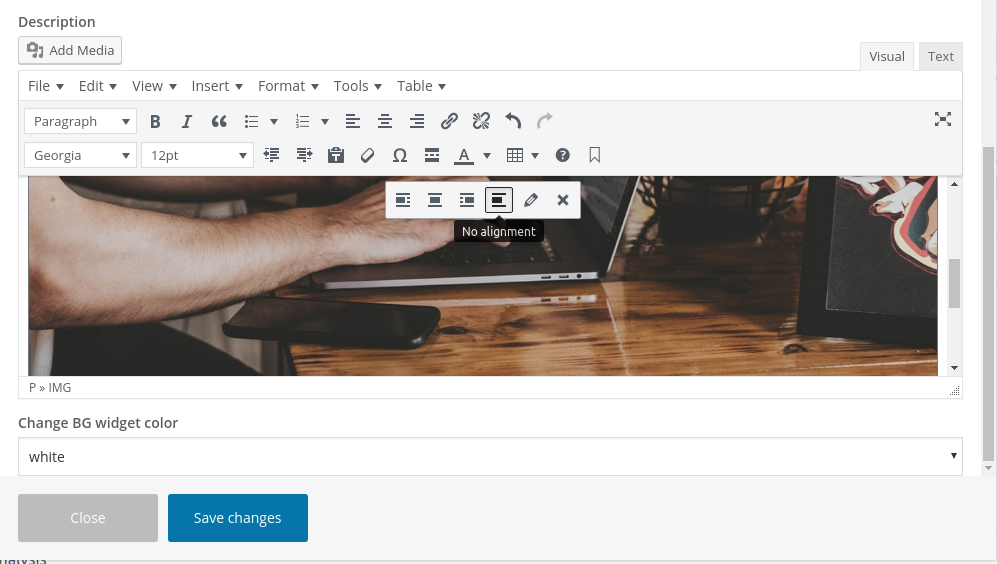 Description
Add Media
Visual Text
File Edit View Insert Format Tools Table
Paragraph
Georgia 12pt
No alignment
P » IMG
Change BG widget color
white
Close Save changes
nalysis